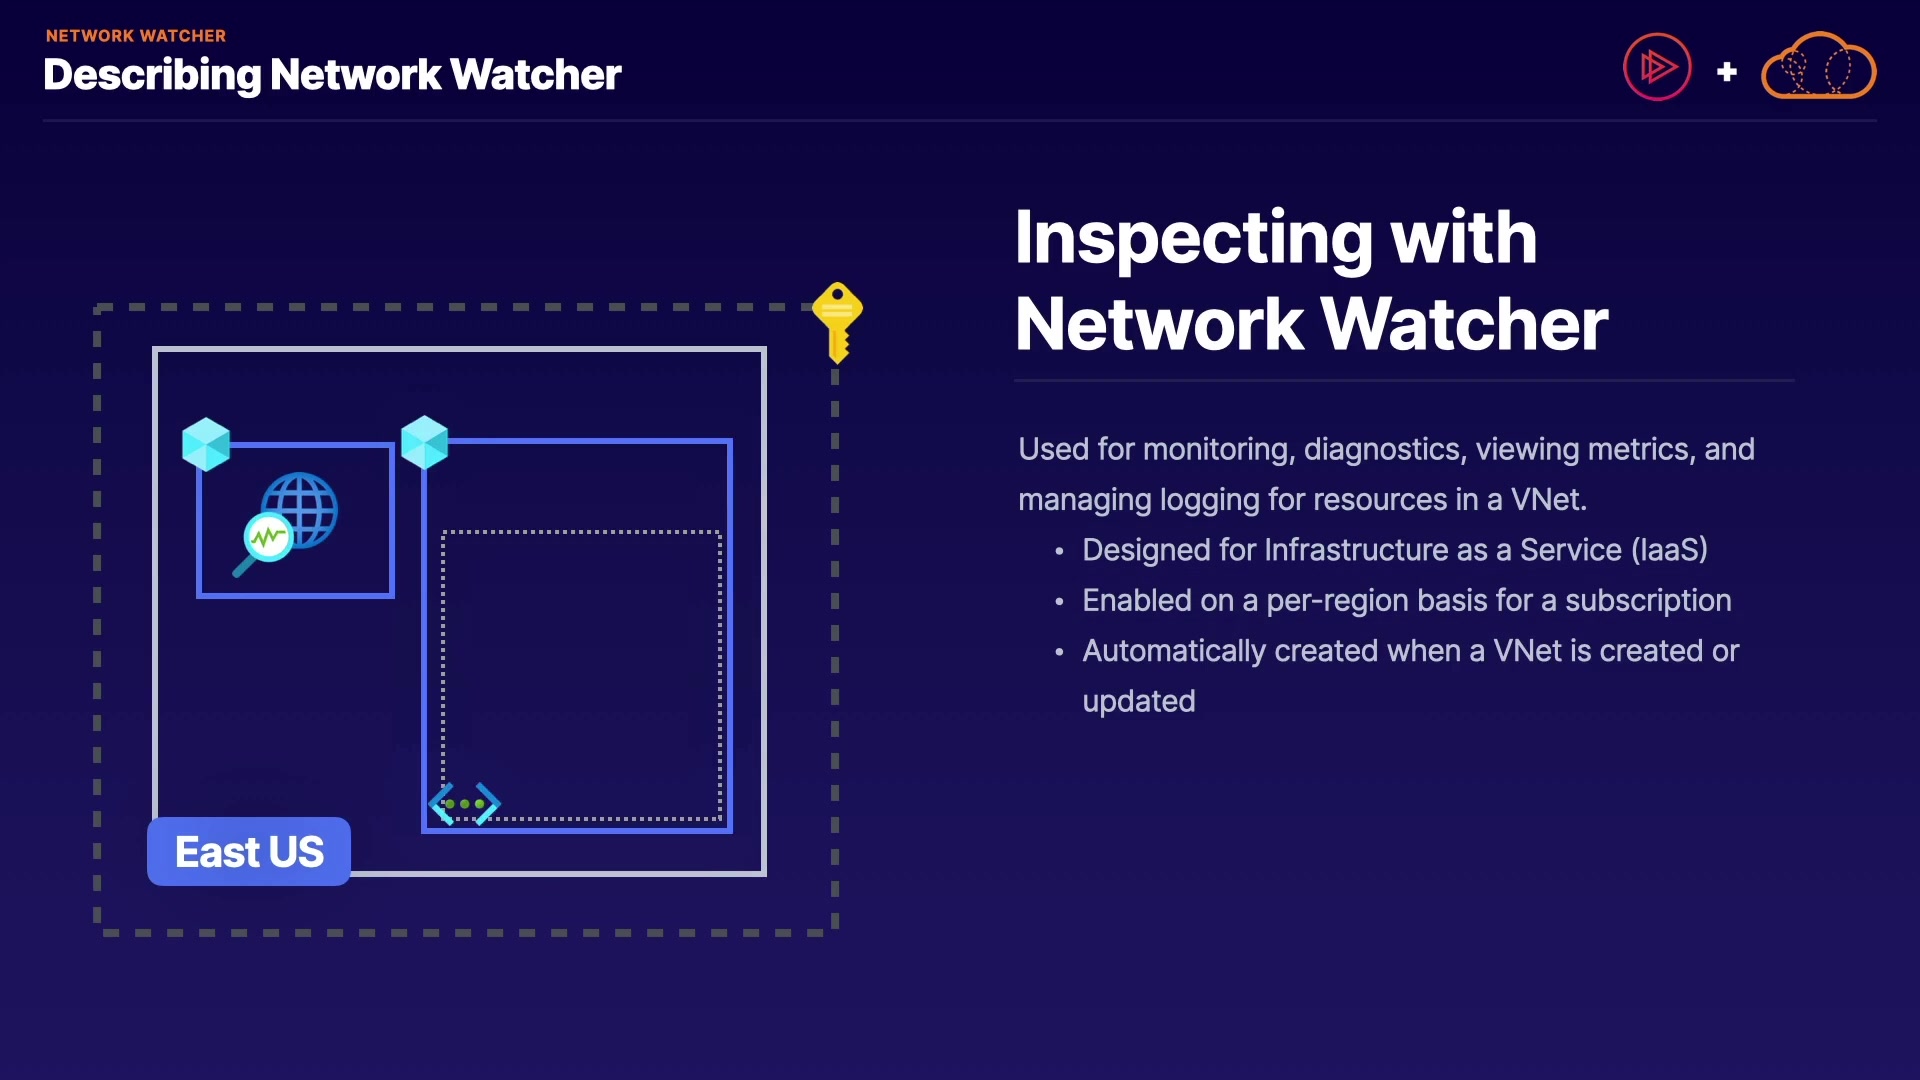 NETWORK WATCHER
Describing Network Watcher
+
Inspecting with
Network Watcher
Used for monitoring, diagnostics, viewing metrics, and
managing logging for resources in a VNet.
• Designed for Infrastructure as a Service (IaaS)
• Enabled on a per-region basis for a subscription
• Automatically created when a VNet is created or
updated
East US